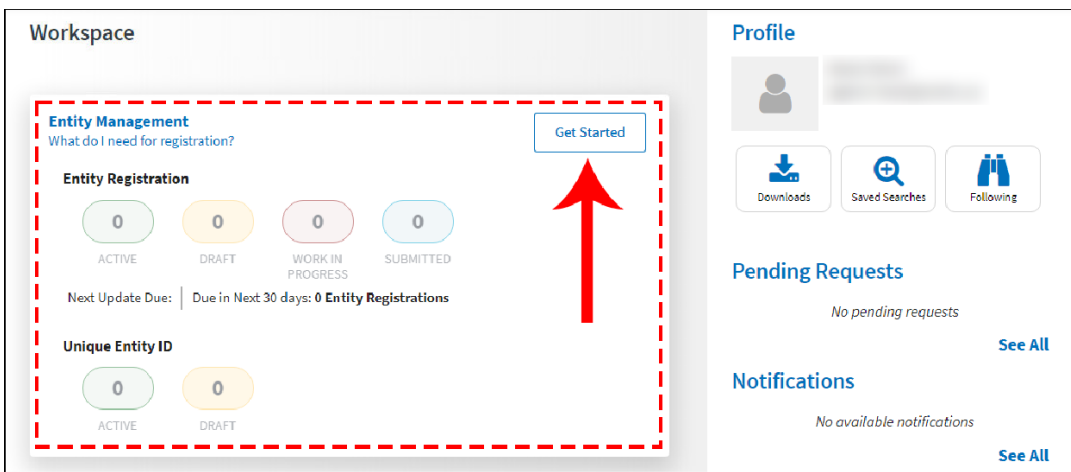 Workspace
Entity Management
What do I need for registration?
Get Started
Entity Registration
0 0 0 0
ACTIVE DRAFT WORK IN PROGRESS SUBMITTED
Next Update Due: Due in Next 30 days: 0 Entity Registrations
Unique Entity ID
0 0
ACTIVE DRAFT
Profile
Downloads Saved Searches Following
Pending Requests
No pending requests
See All
Notifications
No available notifications
See All